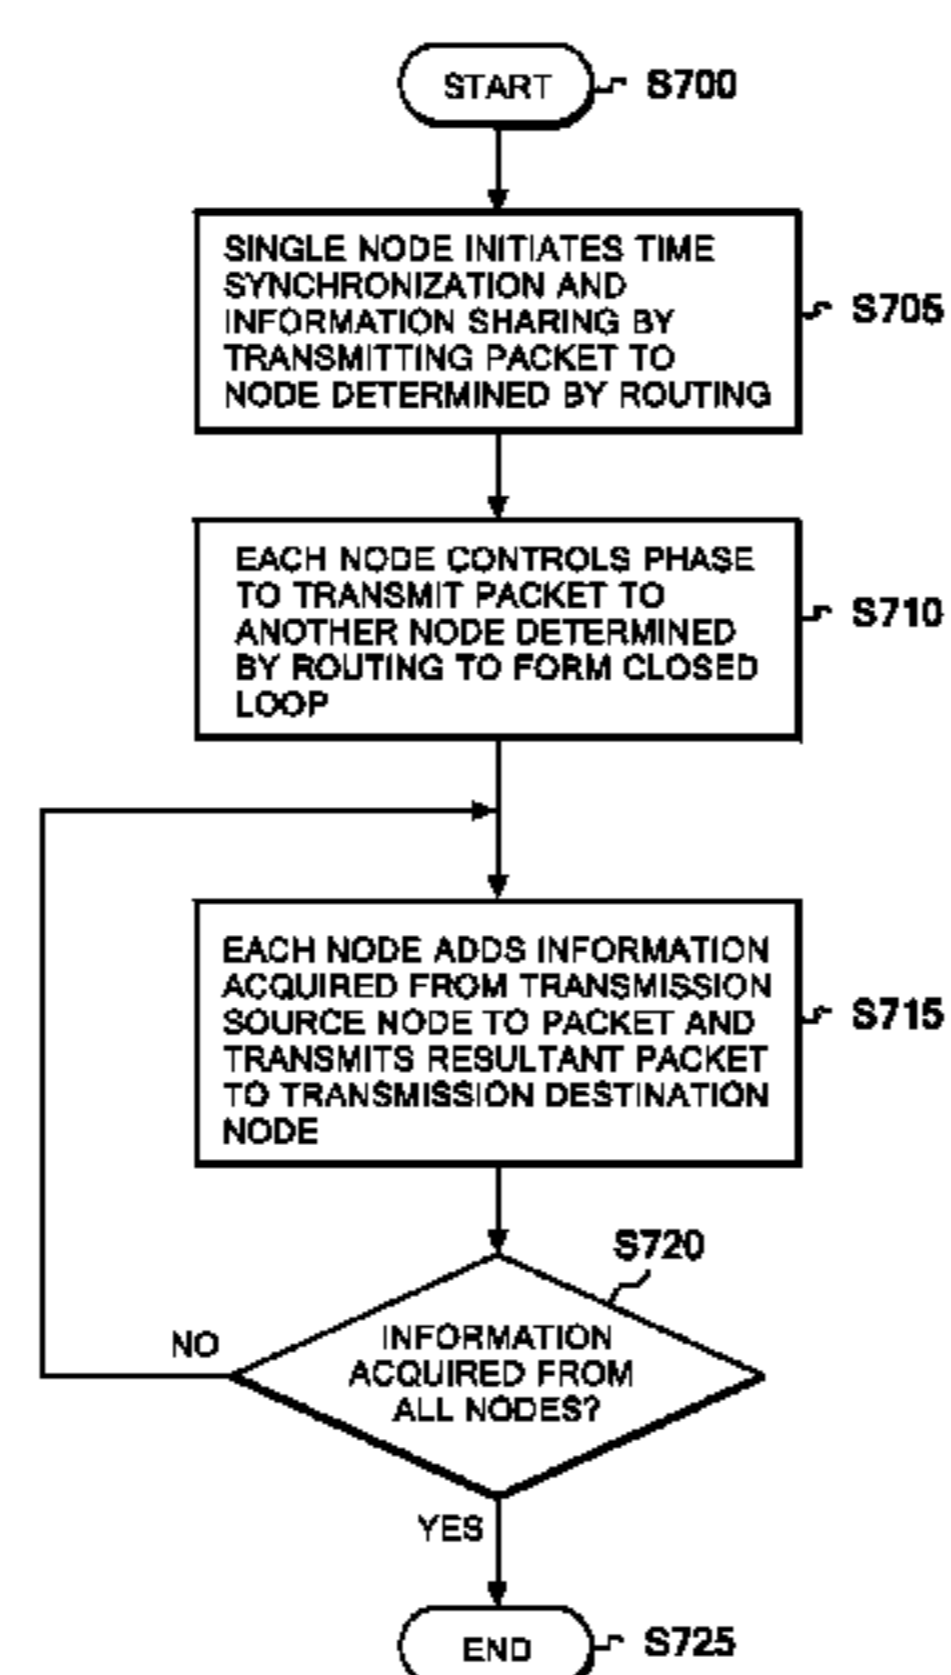 START
S700
SINGLE NODE INITIATES TIME
SYNCHRONIZATION AND
INFORMATION SHARING BY
TRANSMITTING PACKET TO
NODE DETERMINED BY ROUTING
S705
EACH NODE CONTROLS PHASE
TO TRANSMIT PACKET TO
ANOTHER NODE DETERMINED
BY ROUTING TO FORM CLOSED
LOOP
S710
EACH NODE ADDS INFORMATION
ACQUIRED FROM TRANSMISSION
SOURCE NODE TO PACKET AND
TRANSMITS RESULTANT PACKET
TO TRANSMISSION DESTINATION
NODE
S715
S720
INFORMATION
ACQUIRED FROM
ALL NODES?
NO
YES
END
S725